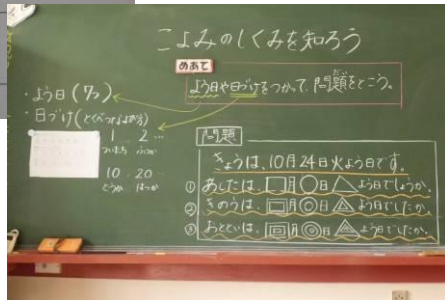 こよみのしくみを知ろう
めあて
よう日や日づけをつかって、問題をとこう。
・よう日(7つ)
・日づけ(とくべつなよみ方)
1 2 …
ついたち ふつか
10 20 …
とうか はつか
問題
きょうは、10月24日火よう日です。
① あしたは、□月○日△よう日でしょうか。
② きのうは、□月◎日△よう日でしたか。
③ おとといは、□月◎日△よう日でしたか。